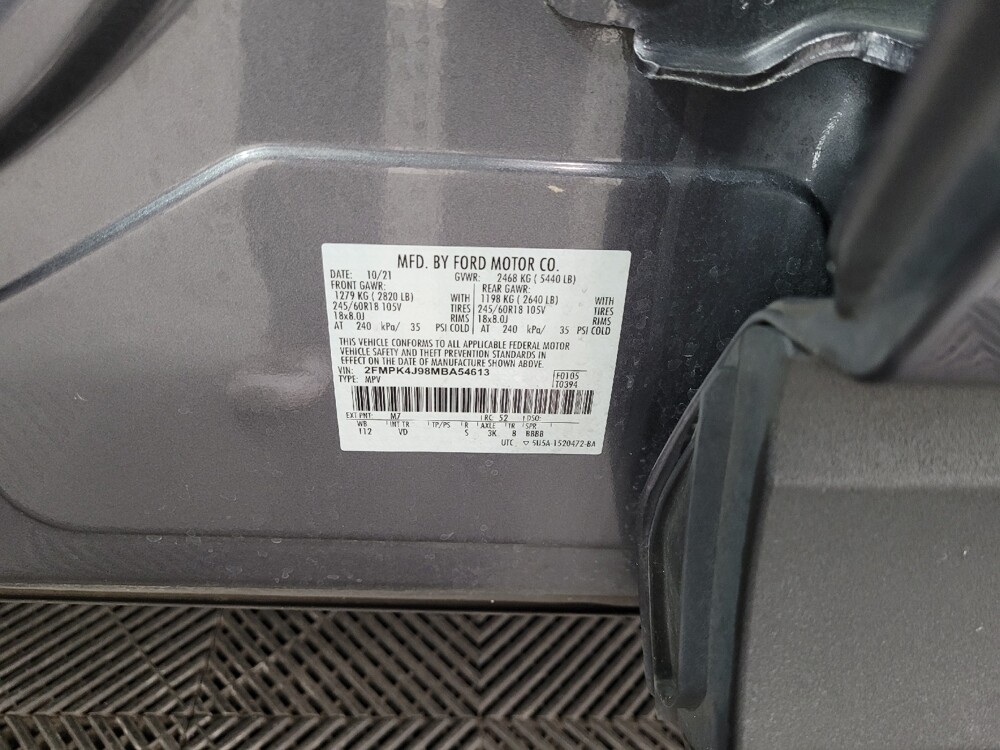 MFD. BY FORD MOTOR CO.
DATE: 10/21 GVWR: 2468 KG ( 5440 LB)
FRONT GAWR: REAR GAWR:
1279 KG ( 2820 LB) WITH 1198 KG ( 2640 LB) WITH
245/60R18 105V TIRES 245/60R18 105V TIRES
18x8.0J RIMS 18x8.0J RIMS
AT 240 kPa/ 35 PSI COLD AT 240 kPa/ 35 PSI COLD
THIS VEHICLE CONFORMS TO ALL APPLICABLE FEDERAL MOTOR
VEHICLE SAFETY AND THEFT PREVENTION STANDARDS IN
EFFECT ON THE DATE OF MANUFACTURE SHOWN ABOVE.
VIN: 2FMPK4J98MBA54613 F0105
TYPE: MPV T0394
EXT PNT: M7 RC: 52 DSO:
WB INT TR TP/PS R AXLE TR SPR
112 VD 5 3K 8 8888
UTC ▽ 5U5A-1520472-BA